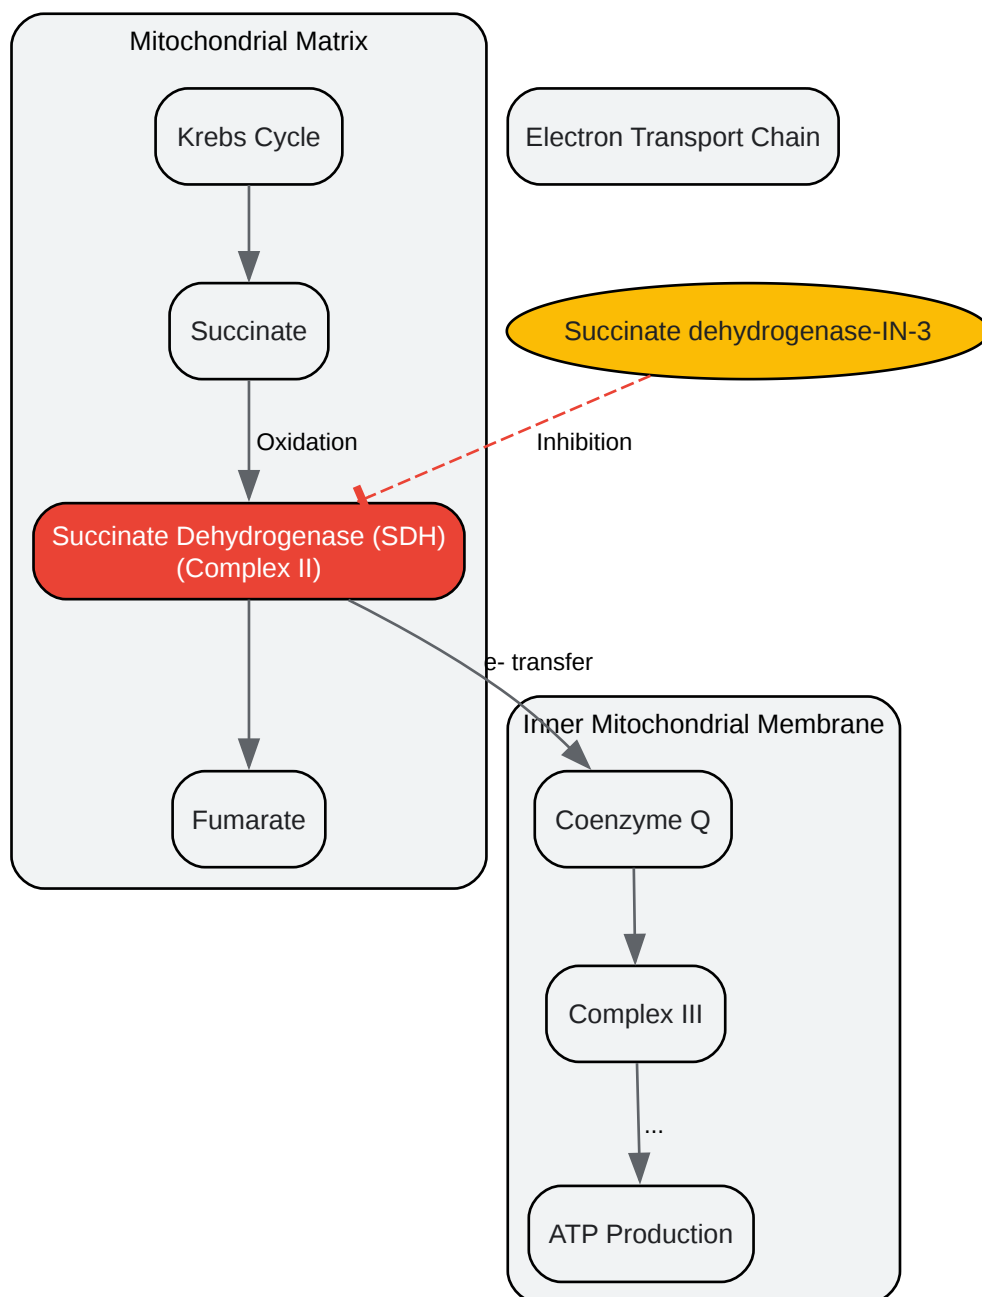 Mitochondrial Matrix
Krebs Cycle
Electron Transport Chain
Succinate
Succinate dehydrogenase-IN-3
Oxidation
Inhibition
Succinate Dehydrogenase (SDH)
(Complex II)
e- transfer
Inner Mitochondrial Membrane
Fumarate
Coenzyme Q
Complex III
...
ATP Production